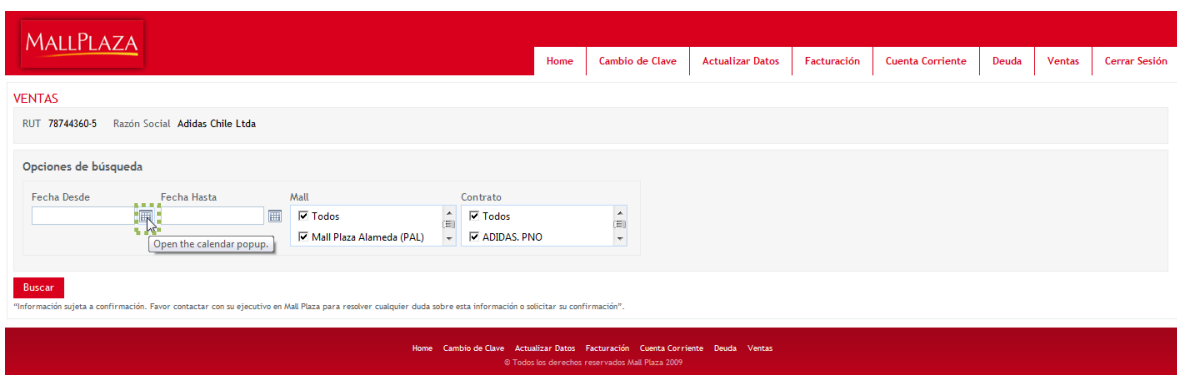 MALLPLAZA
Home Cambio de Clave Actualizar Datos Facturación Cuenta Corriente Deuda Ventas Cerrar Sesión
VENTAS
RUT 78744360-5 Razón Social Adidas Chile Ltda
Opciones de búsqueda
Fecha Desde Fecha Hasta Mall Contrato
Todos Todos
Mall Plaza Alameda (PAL) ADIDAS. PNO
Open the calendar popup.
Buscar
"Información sujeta a confirmación. Favor contactar con su ejecutivo en Mall Plaza para resolver cualquier duda sobre esta información o solicitar su confirmación".
Home Cambio de Clave Actualizar Datos Facturación Cuenta Corriente Deuda Ventas
© Todos los derechos reservados Mall Plaza 2009